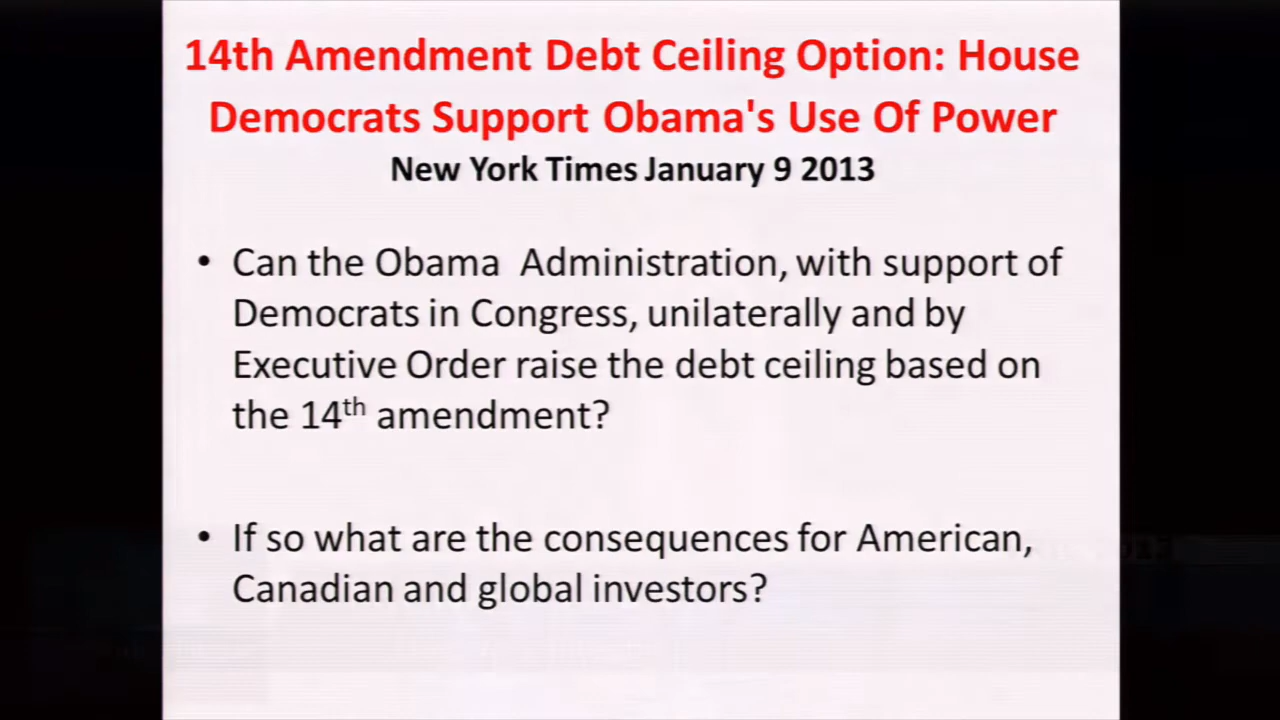 14th Amendment Debt Ceiling Option: House
Democrats Support Obama's Use Of Power
New York Times January 9 2013
• Can the Obama  Administration, with support of
Democrats in Congress, unilaterally and by
Executive Order raise the debt ceiling based on
the 14th amendment?
• If so what are the consequences for American,
Canadian and global investors?